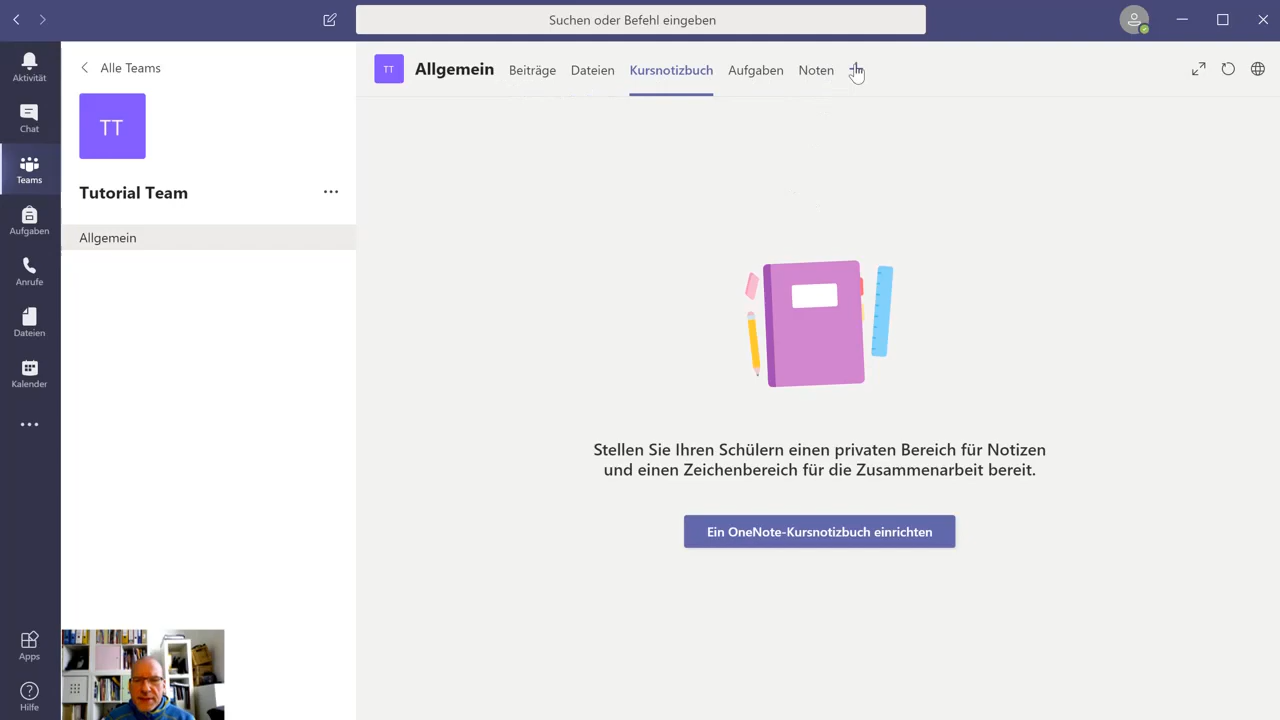 Suchen oder Befehl eingeben
Aktivität
Chat
Teams
Aufgaben
Anrufe
Dateien
Kalender
Apps
Hilfe
Alle Teams
TT
Tutorial Team
Allgemein
TT
Allgemein
Beiträge
Dateien
Kursnotizbuch
Aufgaben
Noten
Stellen Sie Ihren Schülern einen privaten Bereich für Notizen
und einen Zeichenbereich für die Zusammenarbeit bereit.
Ein OneNote-Kursnotizbuch einrichten